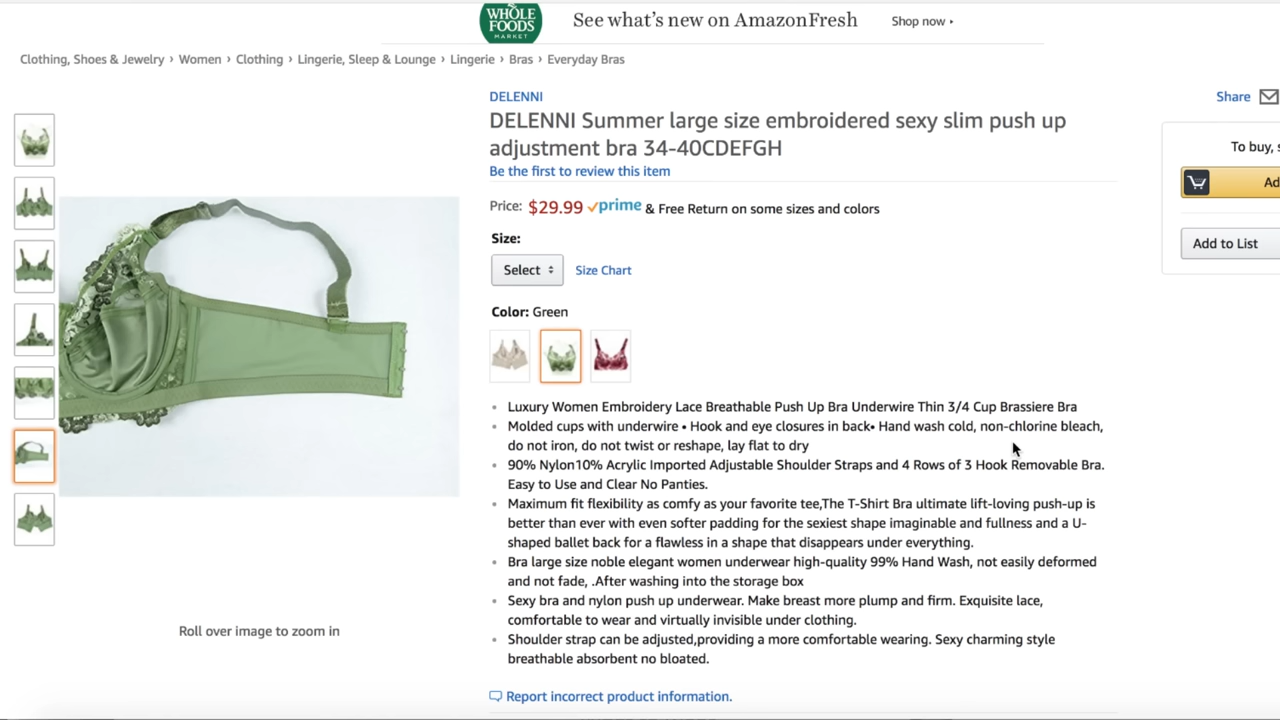 WHOLE
FOODS
MARKET
See what's new on AmazonFresh
Shop now ▸
Clothing, Shoes & Jewelry › Women › Clothing › Lingerie, Sleep & Lounge › Lingerie › Bras › Everyday Bras
DELENNI
Share
DELENNI Summer large size embroidered sexy slim push up
adjustment bra 34-40CDEFGH
Be the first to review this item
To buy, s
Ad
Price: $29.99 prime & Free Return on some sizes and colors
Size:
Add to List
Select
Size Chart
Color: Green
• Luxury Women Embroidery Lace Breathable Push Up Bra Underwire Thin 3/4 Cup Brassiere Bra
• Molded cups with underwire • Hook and eye closures in back• Hand wash cold, non-chlorine bleach,
do not iron, do not twist or reshape, lay flat to dry
• 90% Nylon10% Acrylic Imported Adjustable Shoulder Straps and 4 Rows of 3 Hook Removable Bra.
Easy to Use and Clear No Panties.
• Maximum fit flexibility as comfy as your favorite tee,The T-Shirt Bra ultimate lift-loving push-up is
better than ever with even softer padding for the sexiest shape imaginable and fullness and a U-
shaped ballet back for a flawless in a shape that disappears under everything.
• Bra large size noble elegant women underwear high-quality 99% Hand Wash, not easily deformed
and not fade, .After washing into the storage box
• Sexy bra and nylon push up underwear. Make breast more plump and firm. Exquisite lace,
comfortable to wear and virtually invisible under clothing.
• Shoulder strap can be adjusted,providing a more comfortable wearing. Sexy charming style
breathable absorbent no bloated.
Roll over image to zoom in
Report incorrect product information.